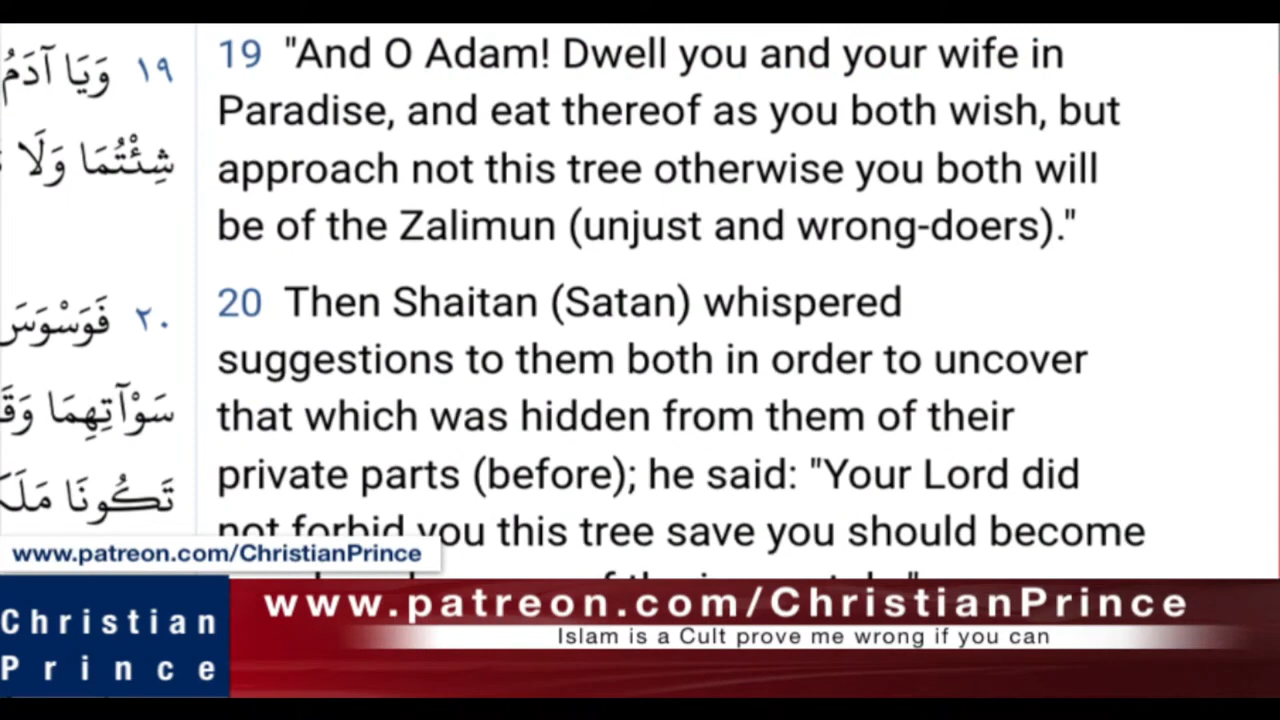 ١٩ وَيَا آدَمُ
شِئْتُمَا وَلَا
19 "And O Adam! Dwell you and your wife in
Paradise, and eat thereof as you both wish, but
approach not this tree otherwise you both will
be of the Zalimun (unjust and wrong-doers)."
٢٠ فَوَسْوَسَ
سَوْآتِهِمَا
تَكُونَا
20 Then Shaitan (Satan) whispered
suggestions to them both in order to uncover
that which was hidden from them of their
private parts (before); he said: "Your Lord did
not forbid you this tree save you should become
www.patreon.com/ChristianPrince
Christian
Prince
www.patreon.com/ChristianPrince
Islam is a Cult prove me wrong if you can